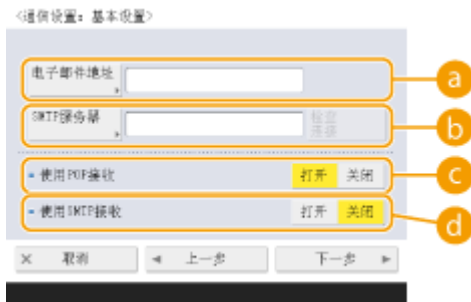 <通信设置：基本设置>
电子邮件地址
a
SMTP服务器
检查
连接
b
使用POP接收 打开 关闭
c
使用SMTP接收 打开 关闭
d
× 取消 ◀ 上一步 下一步 ▶